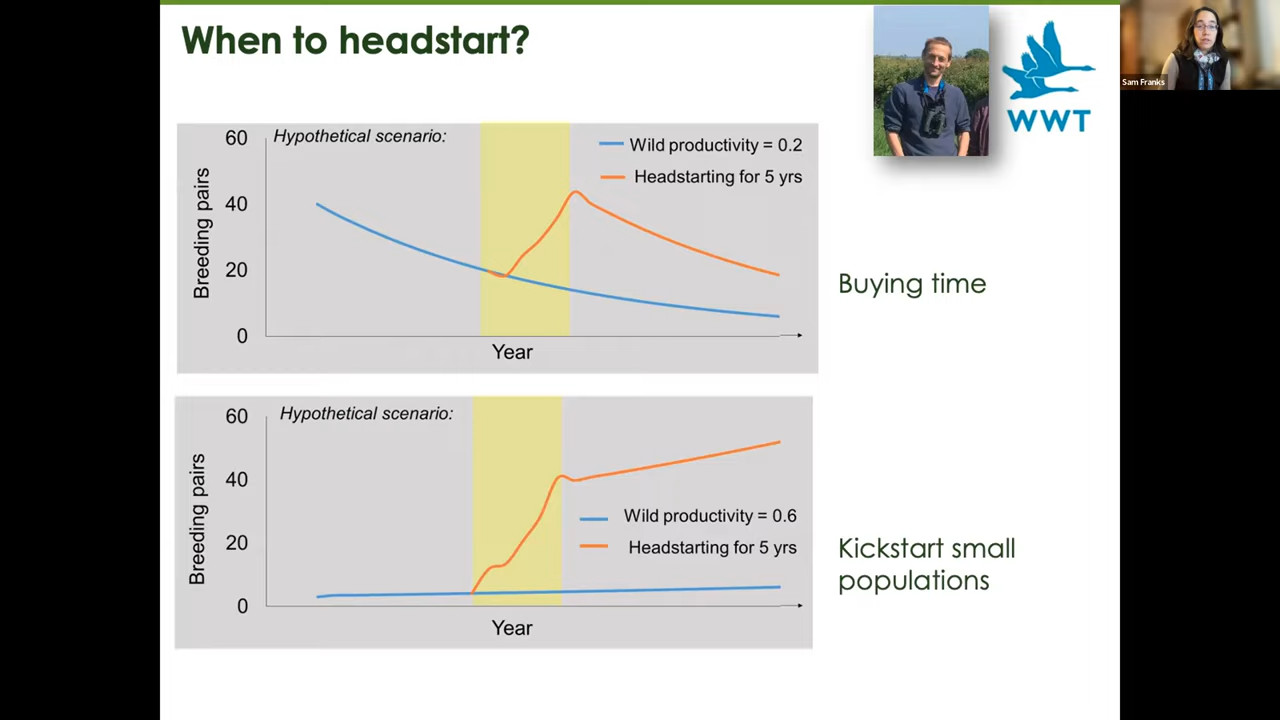 When to headstart?
WWT
Sam Franks
Hypothetical scenario:
Wild productivity = 0.2
Headstarting for 5 yrs
60
40
20
0
Breeding pairs
Year
Buying time
Hypothetical scenario:
60
40
20
0
Breeding pairs
Wild productivity = 0.6
Headstarting for 5 yrs
Year
Kickstart small
populations